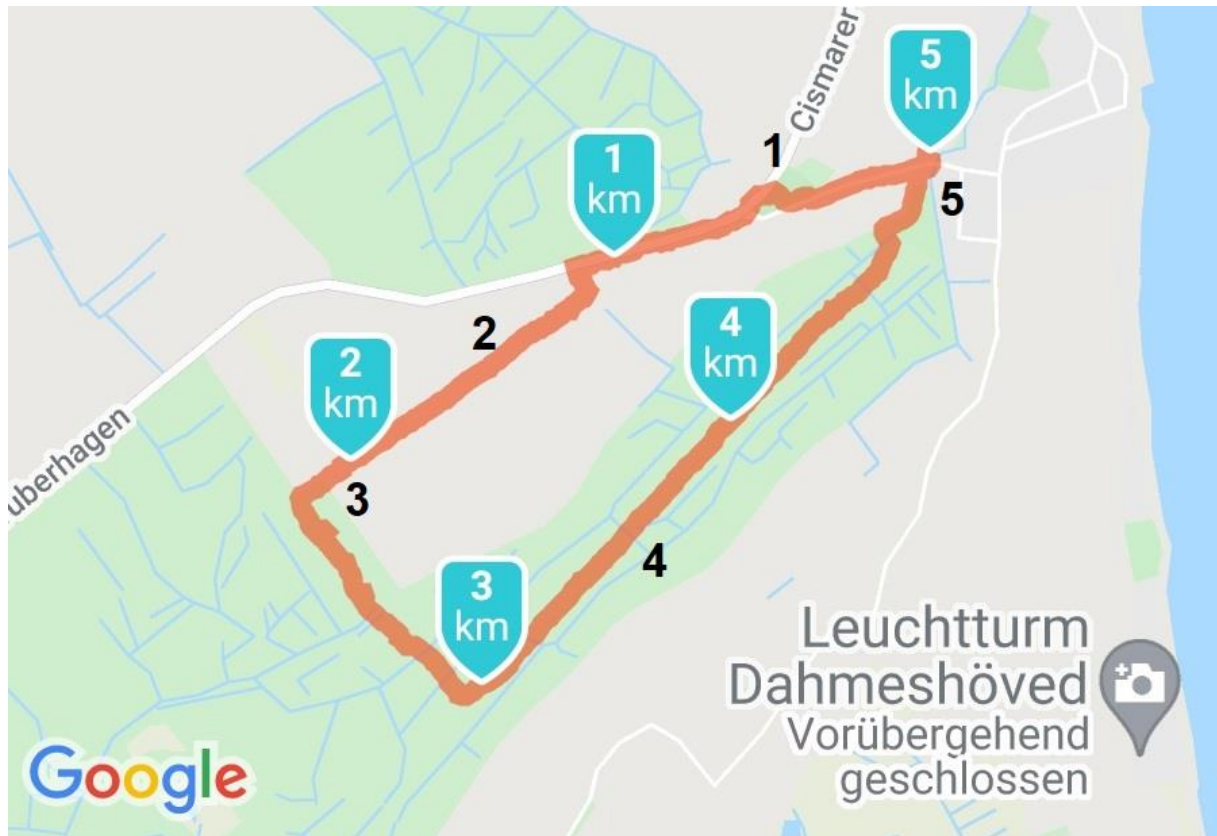 Cismarer
5
km
1
1
km
5
2
4
km
2
km
uberhagen
3
4
3
km
Leuchtturm
Dahmeshöved
Vorübergehend
geschlossen
Google